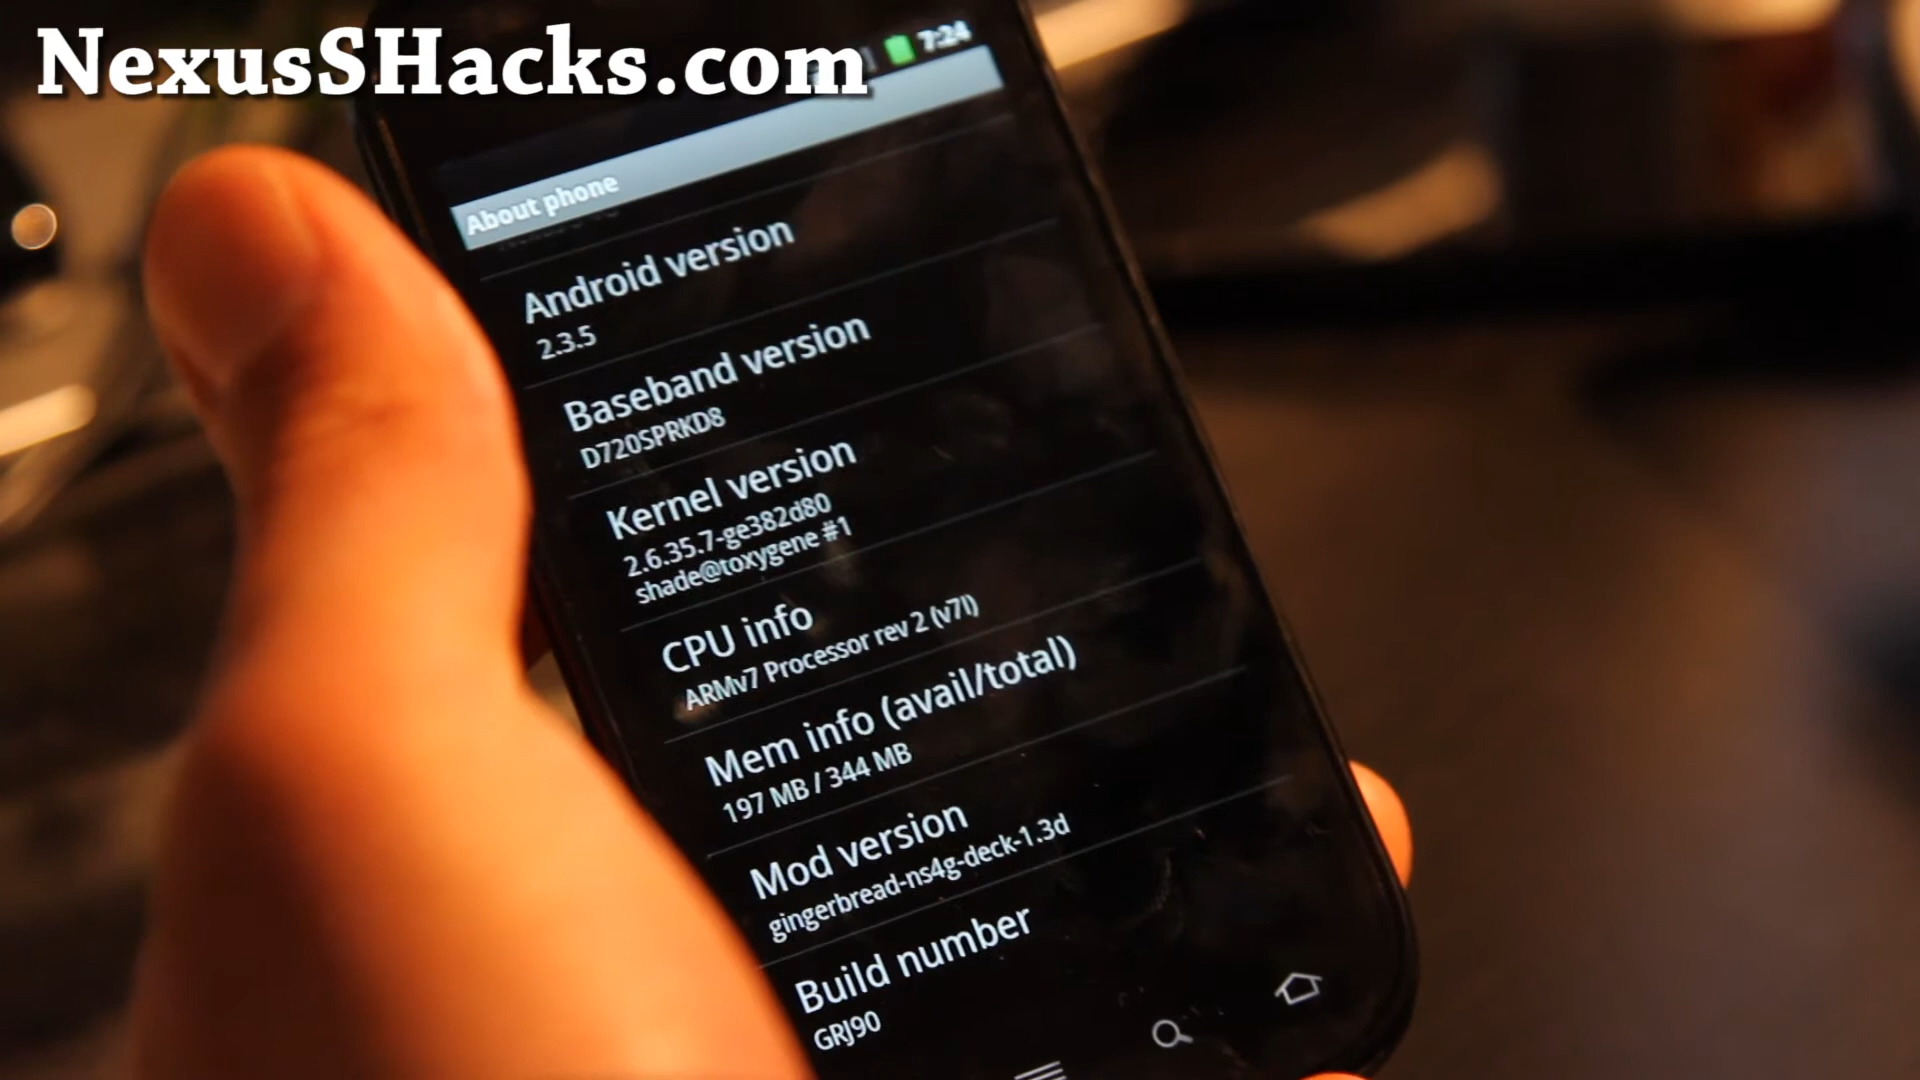 NexusSHacks.com
7:24
About phone
Android version
2.3.5
Baseband version
D720SPRKD8
Kernel version
2.6.35.7-ge382d80
shade@toxygene #1
CPU info
ARMv7 Processor rev 2 (v7l)
Mem info (avail/total)
197 MB / 344 MB
Mod version
gingerbread-ns4g-deck-1.3d
Build number
GRJ90